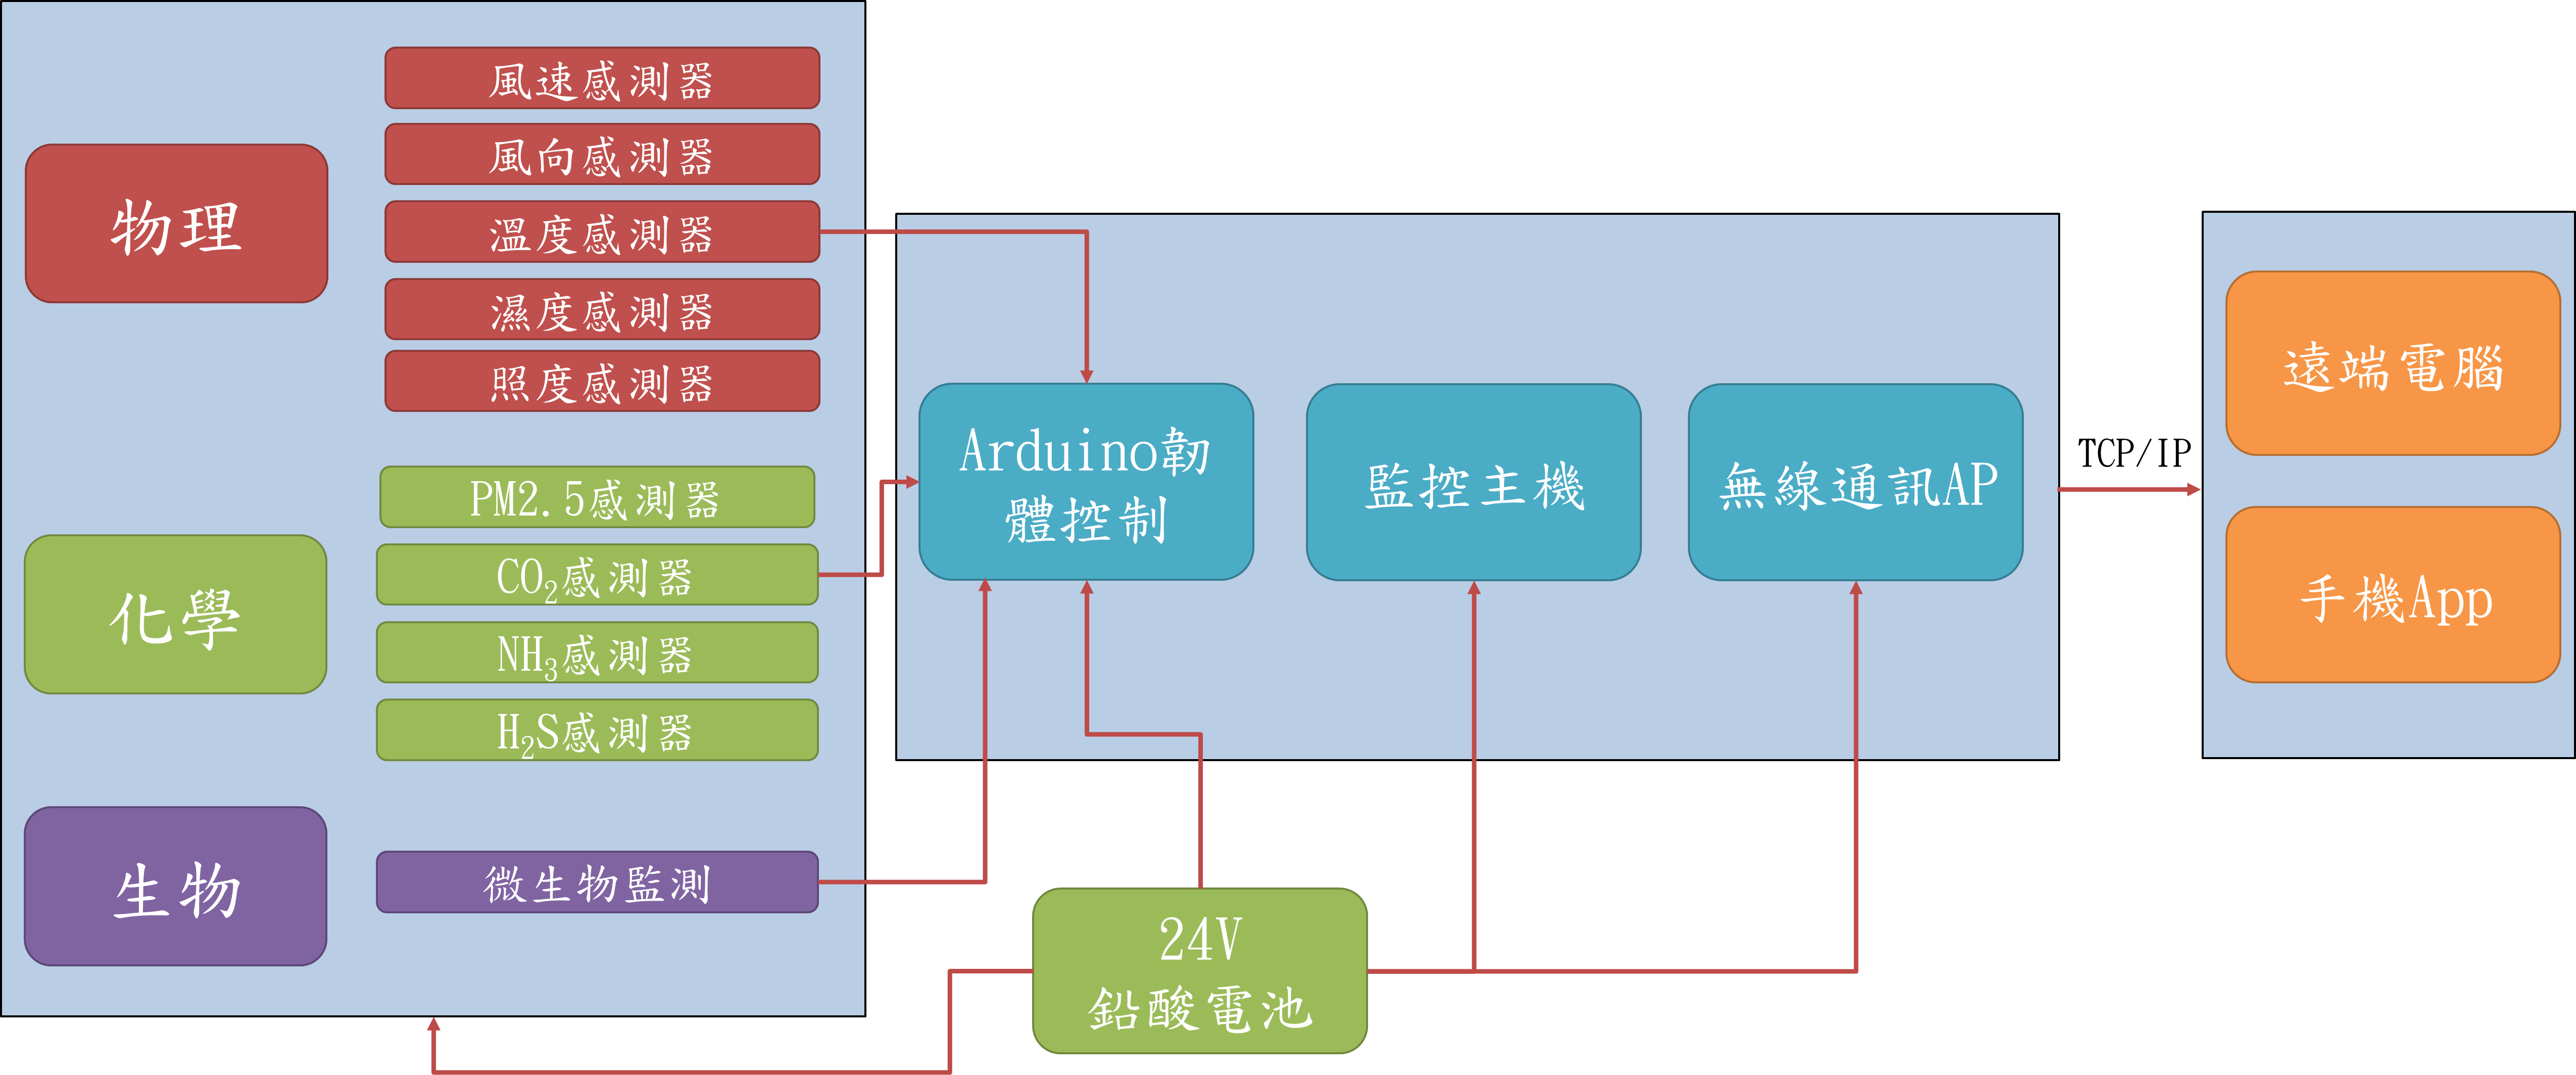 物理
風速感測器
風向感測器
溫度感測器
濕度感測器
照度感測器
化學
PM2.5感測器
CO₂感測器
NH₃感測器
H₂S感測器
生物
微生物監測
Arduino韌
體控制
監控主機
無線通訊AP
24V
鉛酸電池
TCP/IP
遠端電腦
手機App